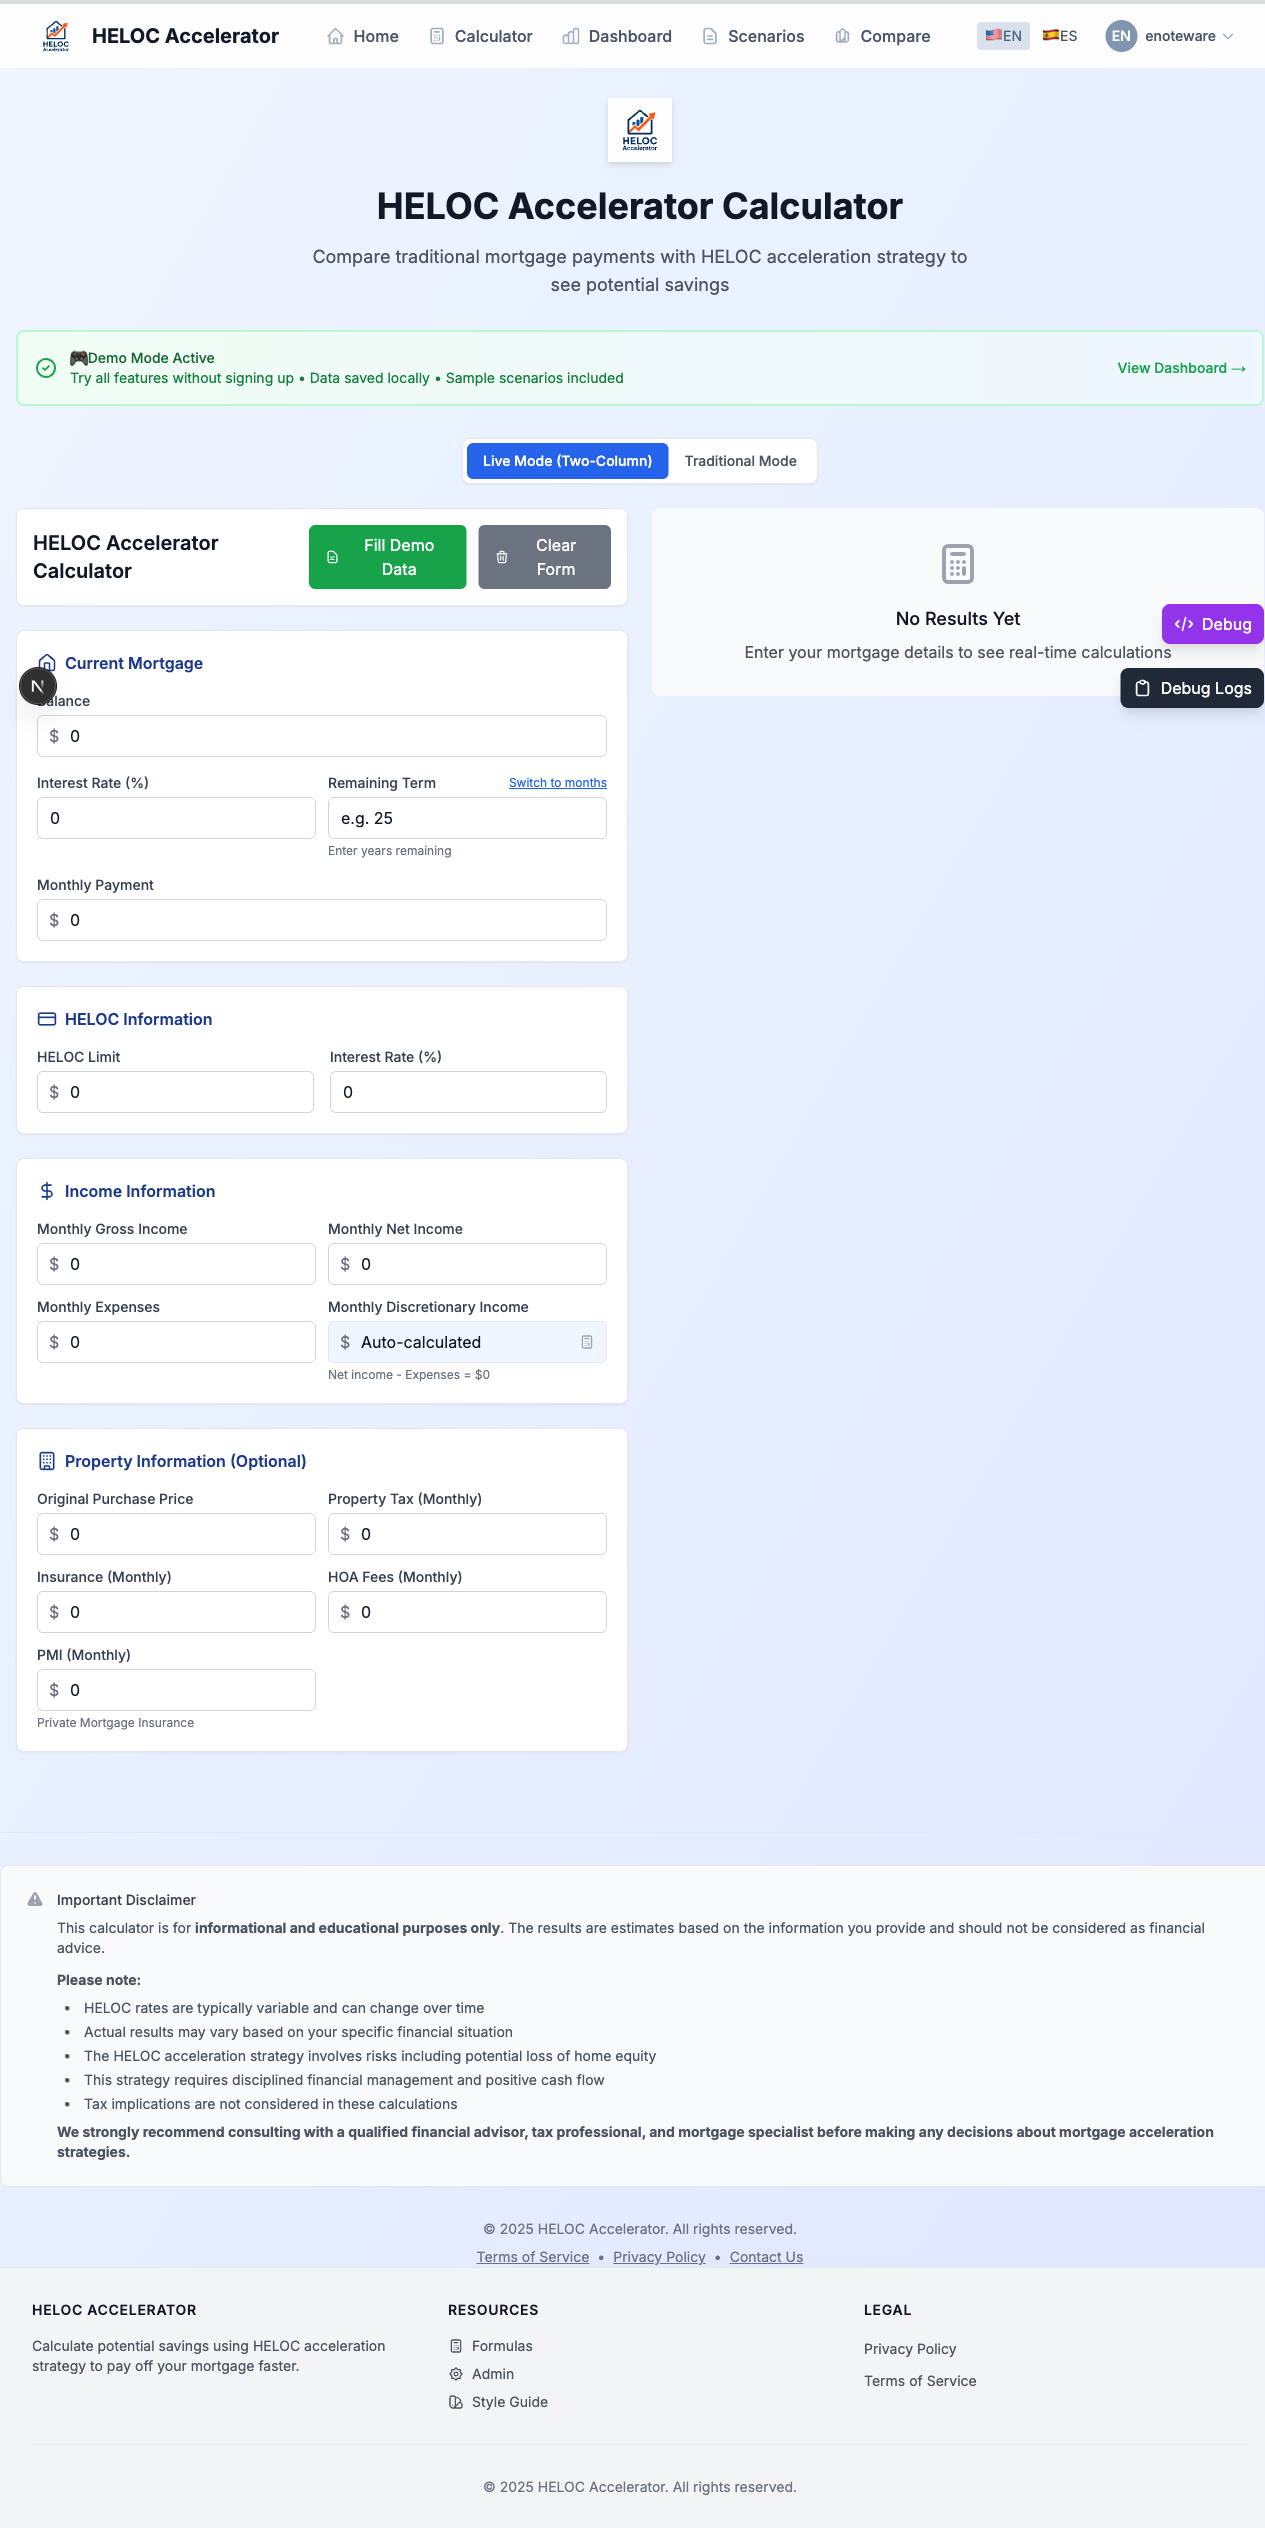 HELOC
Accelerator
HELOC Accelerator
Home
Calculator
Dashboard
Scenarios
Compare
EN
ES
EN
enoteware
HELOC
Accelerator
HELOC Accelerator Calculator
Compare traditional mortgage payments with HELOC acceleration strategy to
see potential savings
Demo Mode Active
Try all features without signing up • Data saved locally • Sample scenarios included
View Dashboard →
Live Mode (Two-Column)
Traditional Mode
HELOC Accelerator
Calculator
Fill Demo
Data
Clear
Form
No Results Yet
Enter your mortgage details to see real-time calculations
Debug
Debug Logs
Current Mortgage
N
Balance
$ 0
Interest Rate (%)
Remaining Term
Switch to months
0
e.g. 25
Enter years remaining
Monthly Payment
$ 0
HELOC Information
HELOC Limit
Interest Rate (%)
$ 0
0
Income Information
Monthly Gross Income
Monthly Net Income
$ 0
$ 0
Monthly Expenses
Monthly Discretionary Income
$ 0
$ Auto-calculated
Net income - Expenses = $0
Property Information (Optional)
Original Purchase Price
Property Tax (Monthly)
$ 0
$ 0
Insurance (Monthly)
HOA Fees (Monthly)
$ 0
$ 0
PMI (Monthly)
$ 0
Private Mortgage Insurance
Important Disclaimer
This calculator is for informational and educational purposes only. The results are estimates based on the information you provide and should not be considered as financial
advice.
Please note:
• HELOC rates are typically variable and can change over time
• Actual results may vary based on your specific financial situation
• The HELOC acceleration strategy involves risks including potential loss of home equity
• This strategy requires disciplined financial management and positive cash flow
• Tax implications are not considered in these calculations
We strongly recommend consulting with a qualified financial advisor, tax professional, and mortgage specialist before making any decisions about mortgage acceleration
strategies.
© 2025 HELOC Accelerator. All rights reserved.
Terms of Service • Privacy Policy • Contact Us
HELOC ACCELERATOR
Calculate potential savings using HELOC acceleration
strategy to pay off your mortgage faster.
RESOURCES
Formulas
Admin
Style Guide
LEGAL
Privacy Policy
Terms of Service
© 2025 HELOC Accelerator. All rights reserved.